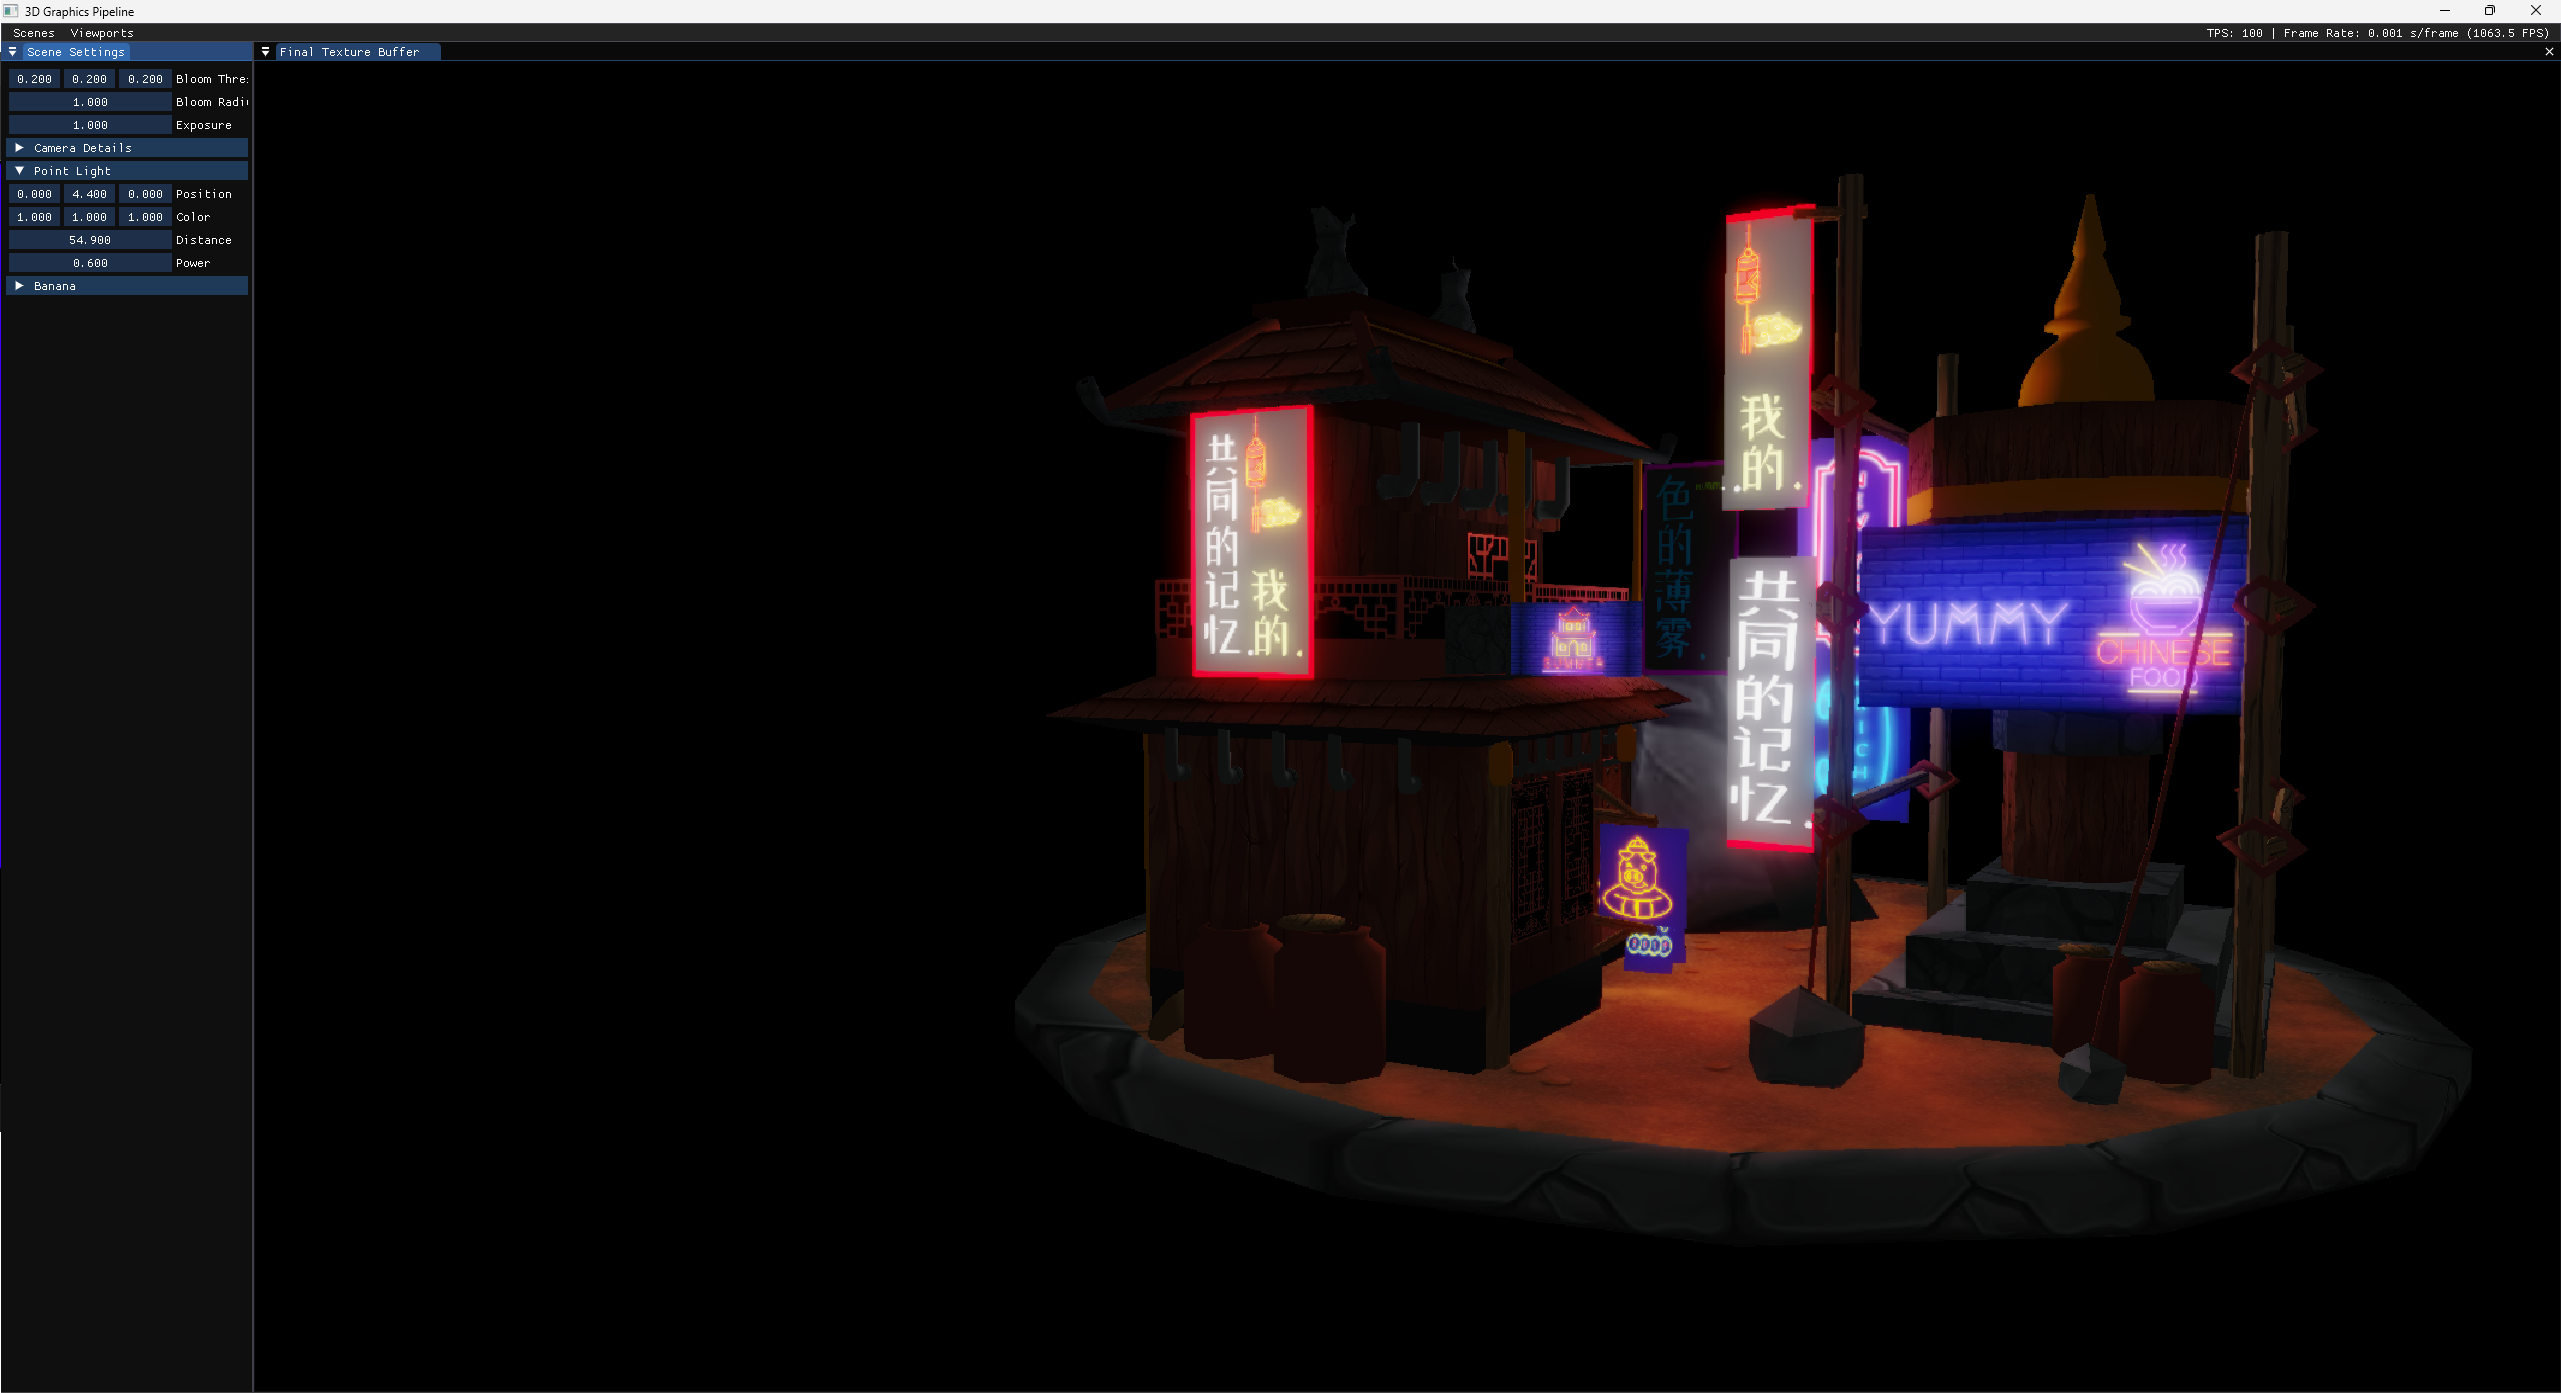 3D Graphics Pipeline
Scenes Viewports
TPS: 100 | Frame Rate: 0.001 s/frame (1063.5 FPS)
Scene Settings
Final Texture Buffer
0.200 0.200 0.200 Bloom Thre
1.000 Bloom Radi
1.000 Exposure
Camera Details
Point Light
0.000 4.400 0.000 Position
1.000 1.000 1.000 Color
54.900 Distance
0.600 Power
Banana
共同的记忆.
我的.
色的薄雾.
...我的.
共同的记忆.
YUMMY
CHINESE
FOOD